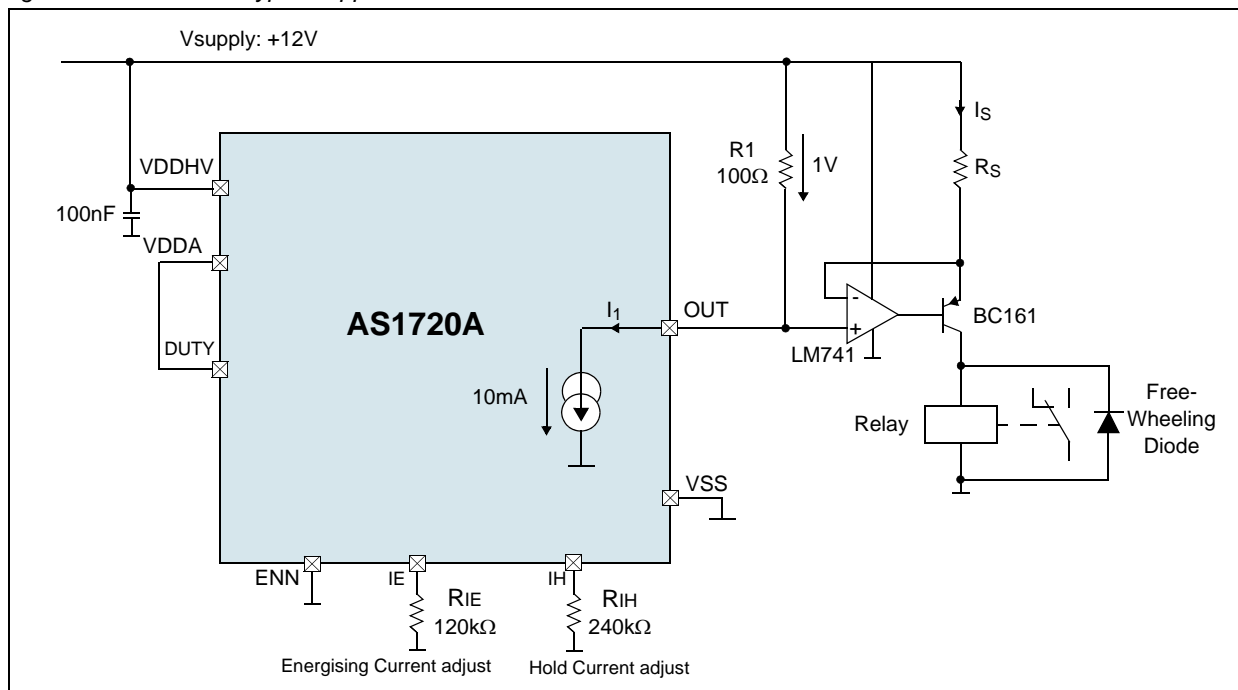 Vsupply: +12V
IS
R1
100Ω
1V
RS
VDDHV
100nF
VDDA
AS1720A
I1
OUT
-
+
BC161
LM741
DUTY
10mA
Relay
Free-
Wheeling
Diode
VSS
ENN
IE
IH
RIE
120kΩ
RIH
240kΩ
Energising Current adjust
Hold Current adjust